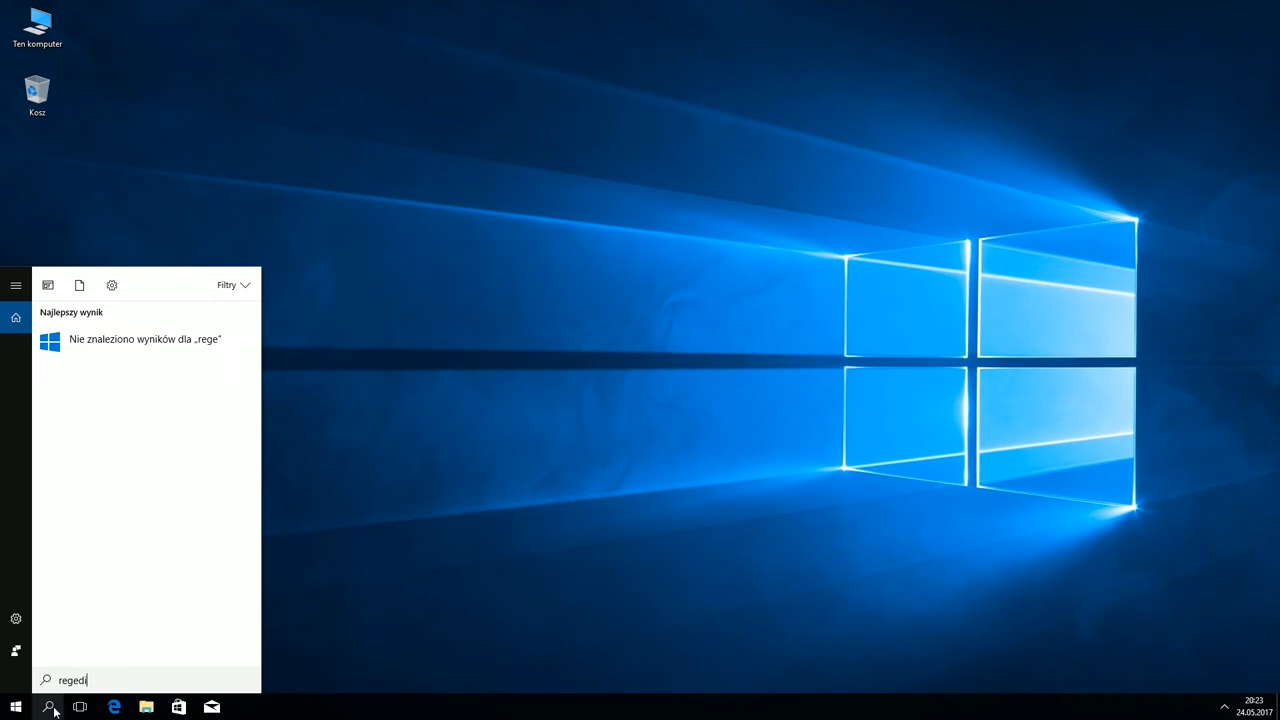 Ten komputer
Kosz
Filtry
Najlepszy wynik
Nie znaleziono wyników dla „rege”
regedi
20:23
24.05.2017